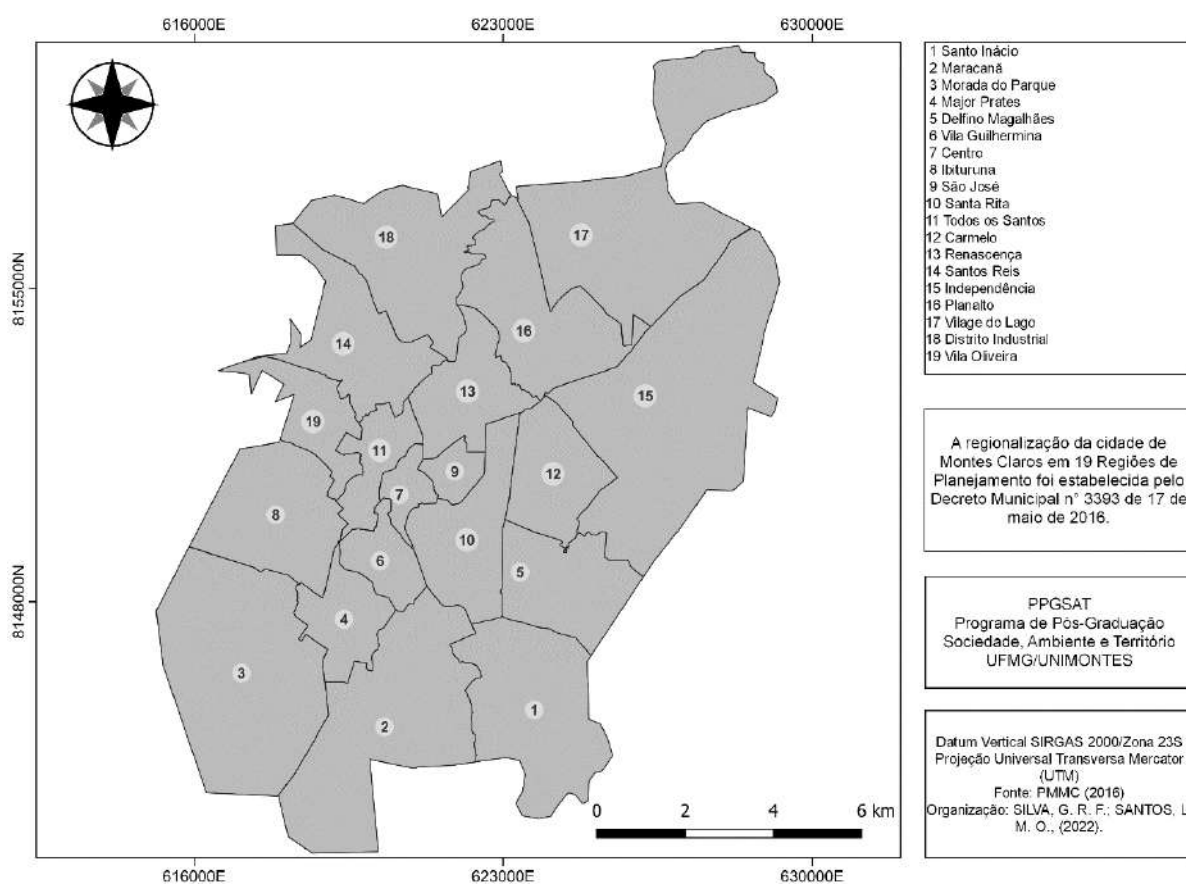 616000E
623000E
630000E
8155000N
8148000N
18
17
16
14
13
15
19
11
9
12
7
8
10
6
5
4
3
2
1
0
2
4
6 km
616000E
623000E
630000E
1 Santo Inácio
2 Maracanã
3 Morada do Parque
4 Major Prates
5 Delfino Magalhães
6 Vila Guilhermina
7 Centro
8 Ibituruna
9 São José
10 Santa Rita
11 Todos os Santos
12 Carmelo
13 Renascença
14 Santos Reis
15 Independência
16 Planalto
17 Vilage do Lago
18 Distrito Industrial
19 Vila Oliveira
A regionalização da cidade de
Montes Claros em 19 Regiões de
Planejamento foi estabelecida pelo
Decreto Municipal n° 3393 de 17 de
maio de 2016.
PPGSAT
Programa de Pós-Graduação
Sociedade, Ambiente e Território
UFMG/UNIMONTES
Datum Vertical SIRGAS 2000/Zona 23S
Projeção Universal Transversa Mercator
(UTM)
Fonte: PMMC (2016)
Organização: SILVA, G. R. F.; SANTOS, L
M. O., (2022).